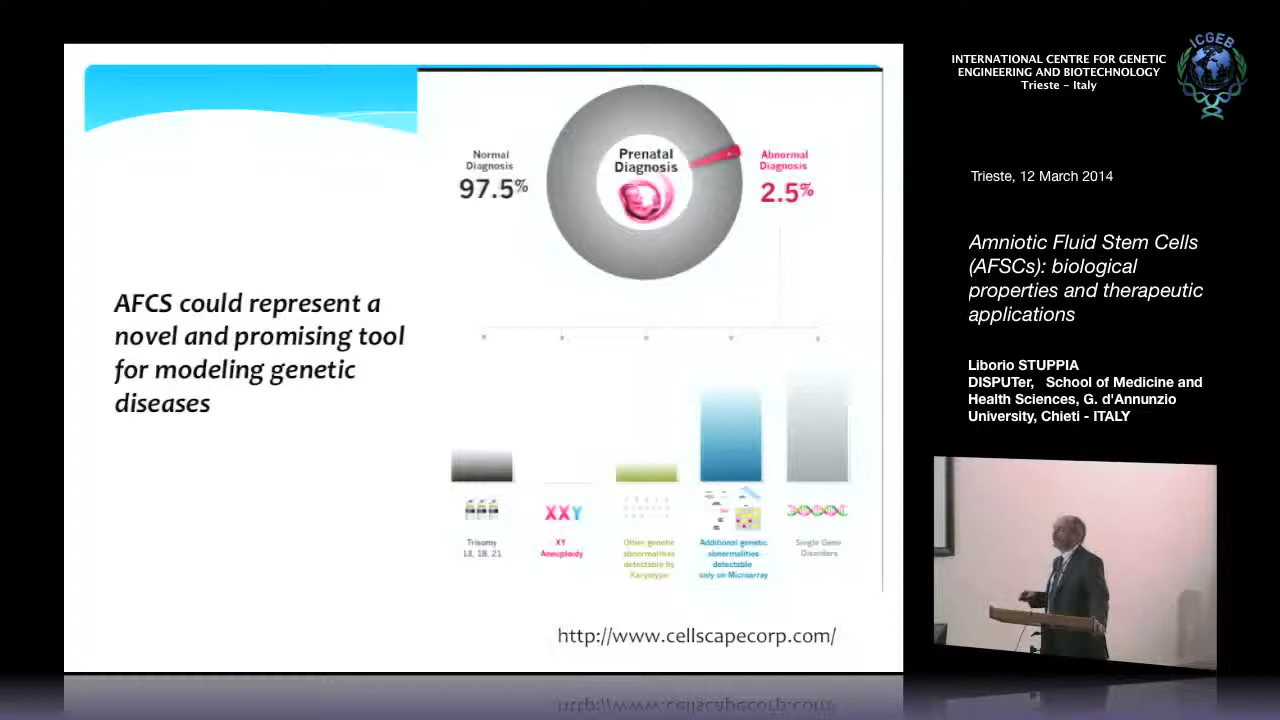 Normal
Diagnosis
97.5%
Prenatal
Diagnosis
Abnormal
Diagnosis
2.5%
AFCS could represent a
novel and promising tool
for modeling genetic
diseases
XXY
Trisomy
13, 18, 21
XY
Aneuploidy
Other genetic
abnormalities
detectable by
Karyotype
Additional genetic
abnormalities
detectable
only on Microarray
Single Gene
Disorders
http://www.cellscapecorp.com/
INTERNATIONAL CENTRE FOR GENETIC
ENGINEERING AND BIOTECHNOLOGY
Trieste - Italy
ICGEB
Trieste, 12 March 2014
Amniotic Fluid Stem Cells
(AFSCs): biological
properties and therapeutic
applications
Liborio STUPPIA
DISPUTer, School of Medicine and
Health Sciences, G. d'Annunzio
University, Chieti - ITALY